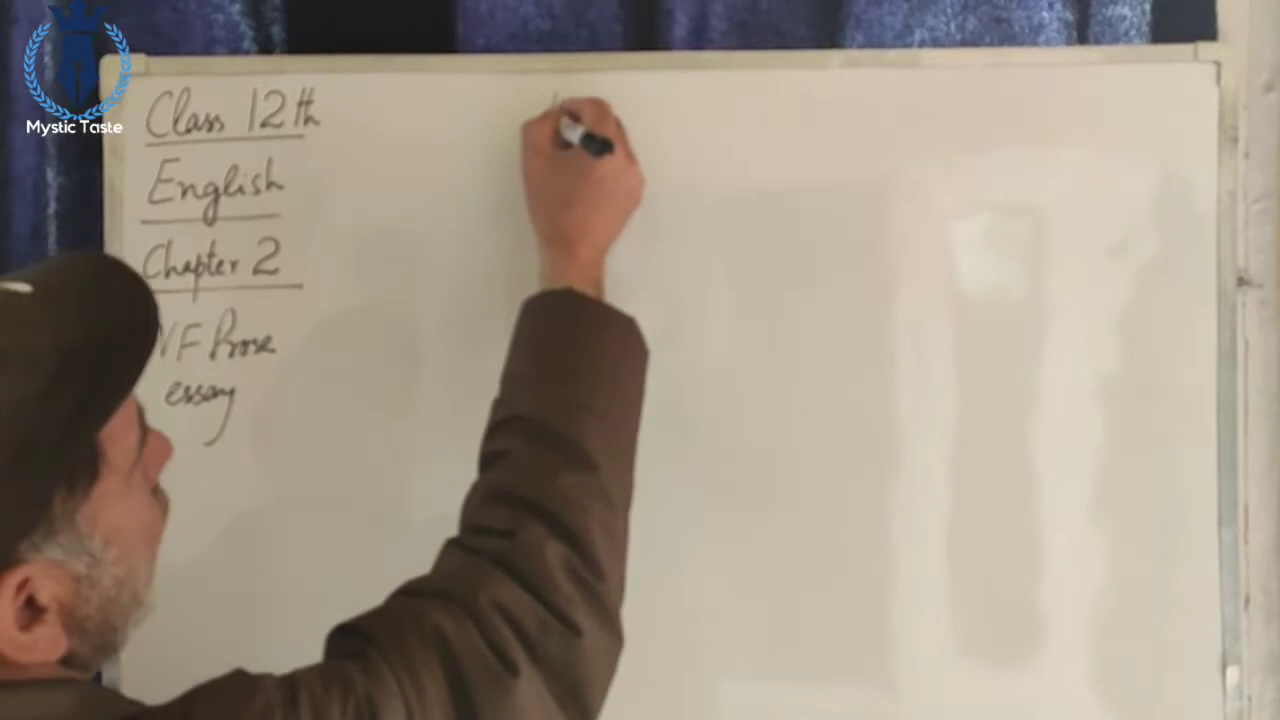 Mystic Taste
Class 12th
English
Chapter 2
F Prose
essay